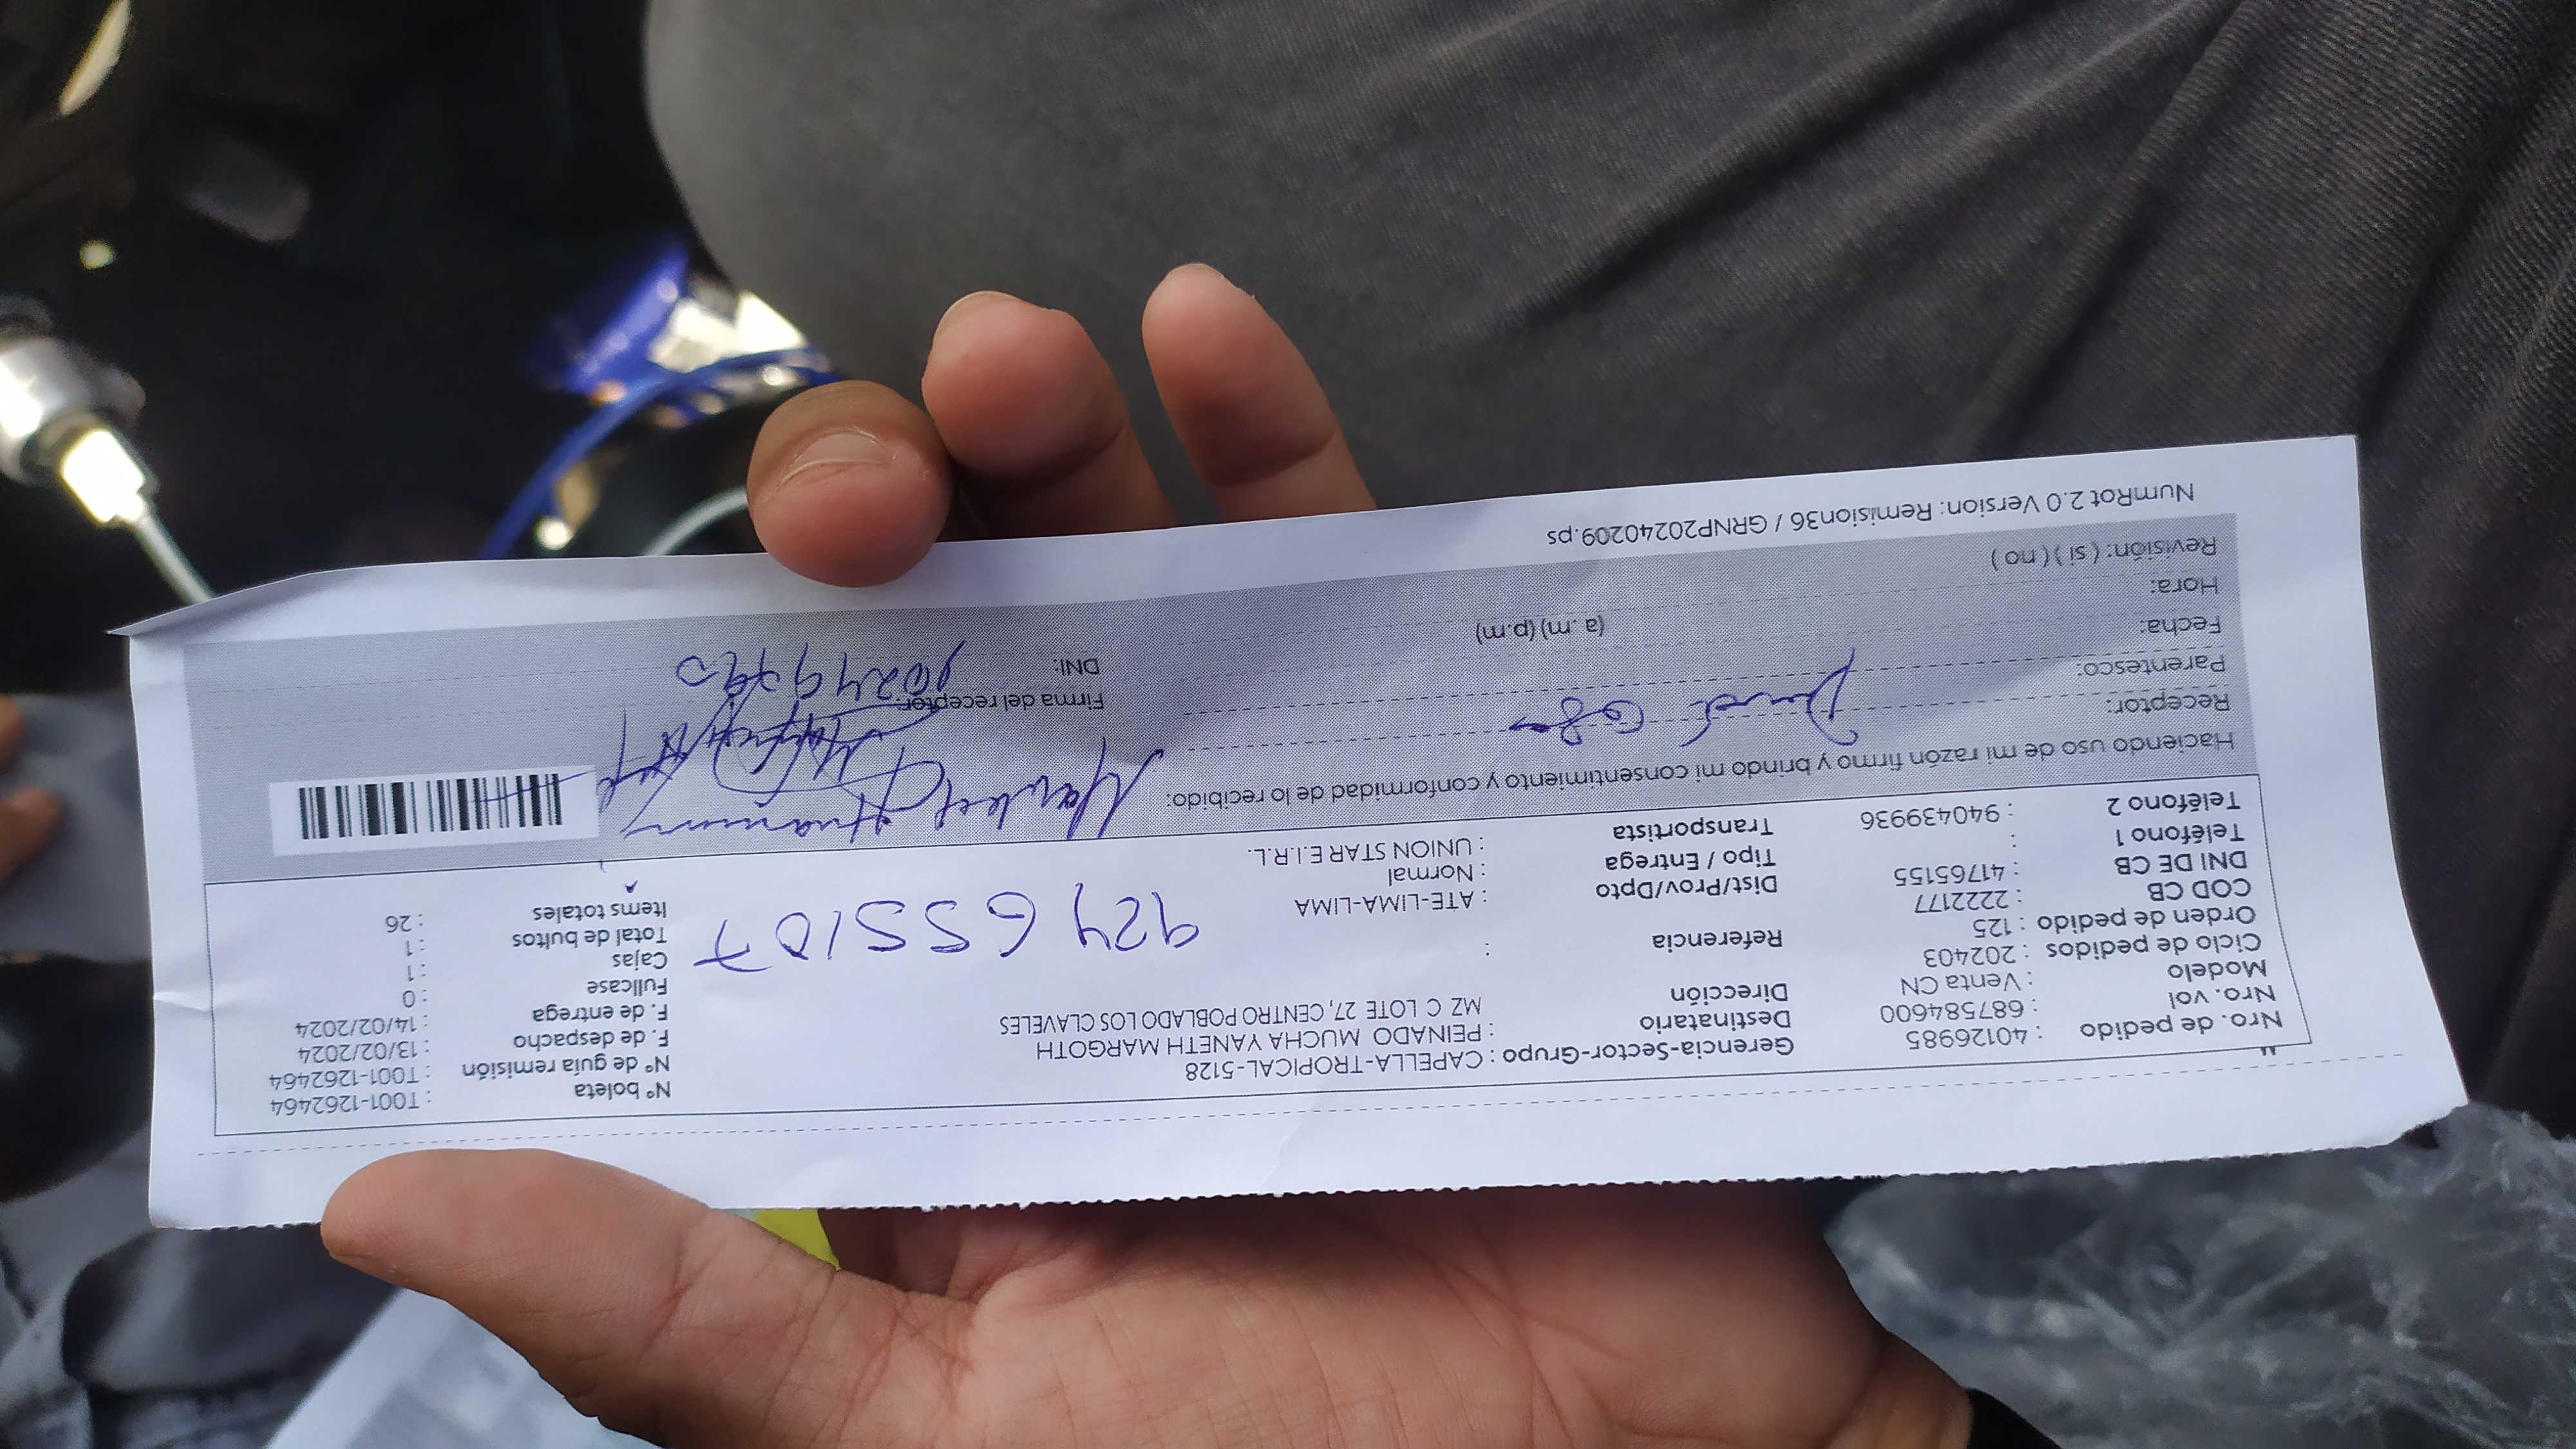 Nº boleta : T001-1262464
Gerencia-Sector-Grupo : CAPELLA-TROPICAL-5128
Nº de guía remisión : T001-1262464
Nro. de pedido : 40126985
Destinatario : PEINADO MUCHA YANETH MARGOTH
F. de despacho : 13/02/2024
Nro. vol : 687584600
Dirección MZ C LOTE 27, CENTRO POBLADO LOS CLAVELES
F. de entrega : 14/02/2024
Modelo : Venta CN
Fullcase : 0
Ciclo de pedidos : 202403
Referencia :
Cajas : 1
924655107
Orden de pedido : 125
Total de bultos : 1
COD CB : 2222177
Dist/Prov/Dpto : ATE-LIMA-LIMA
Items totales : 26
DNI DE CB : 41765155
Tipo / Entrega : Normal
Teléfono 1 :
Transportista : UNION STAR E.I.R.L.
Teléfono 2 : 940439936
Haciendo uso de mi razón firmo y brindo mi consentimiento y conformidad de lo recibido:
Receptor:
Firma del receptor:
Parentesco:
DNI:
Fecha:
(a.m) (p.m)
Hora:
Revisión: ( si ) ( no )
NumRot 2.0 Version: Remision36 / GRNP20240209.ps